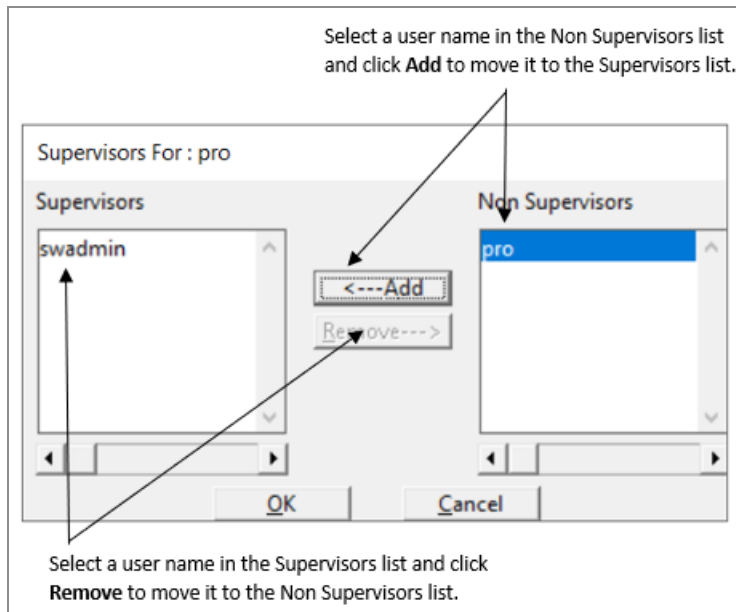 Select a user name in the Non Supervisors list
and click Add to move it to the Supervisors list.
Supervisors For : pro
Supervisors
Non Supervisors
swadmin
pro
<---Add
Remove--->
OK
Cancel
Select a user name in the Supervisors list and click
Remove to move it to the Non Supervisors list.